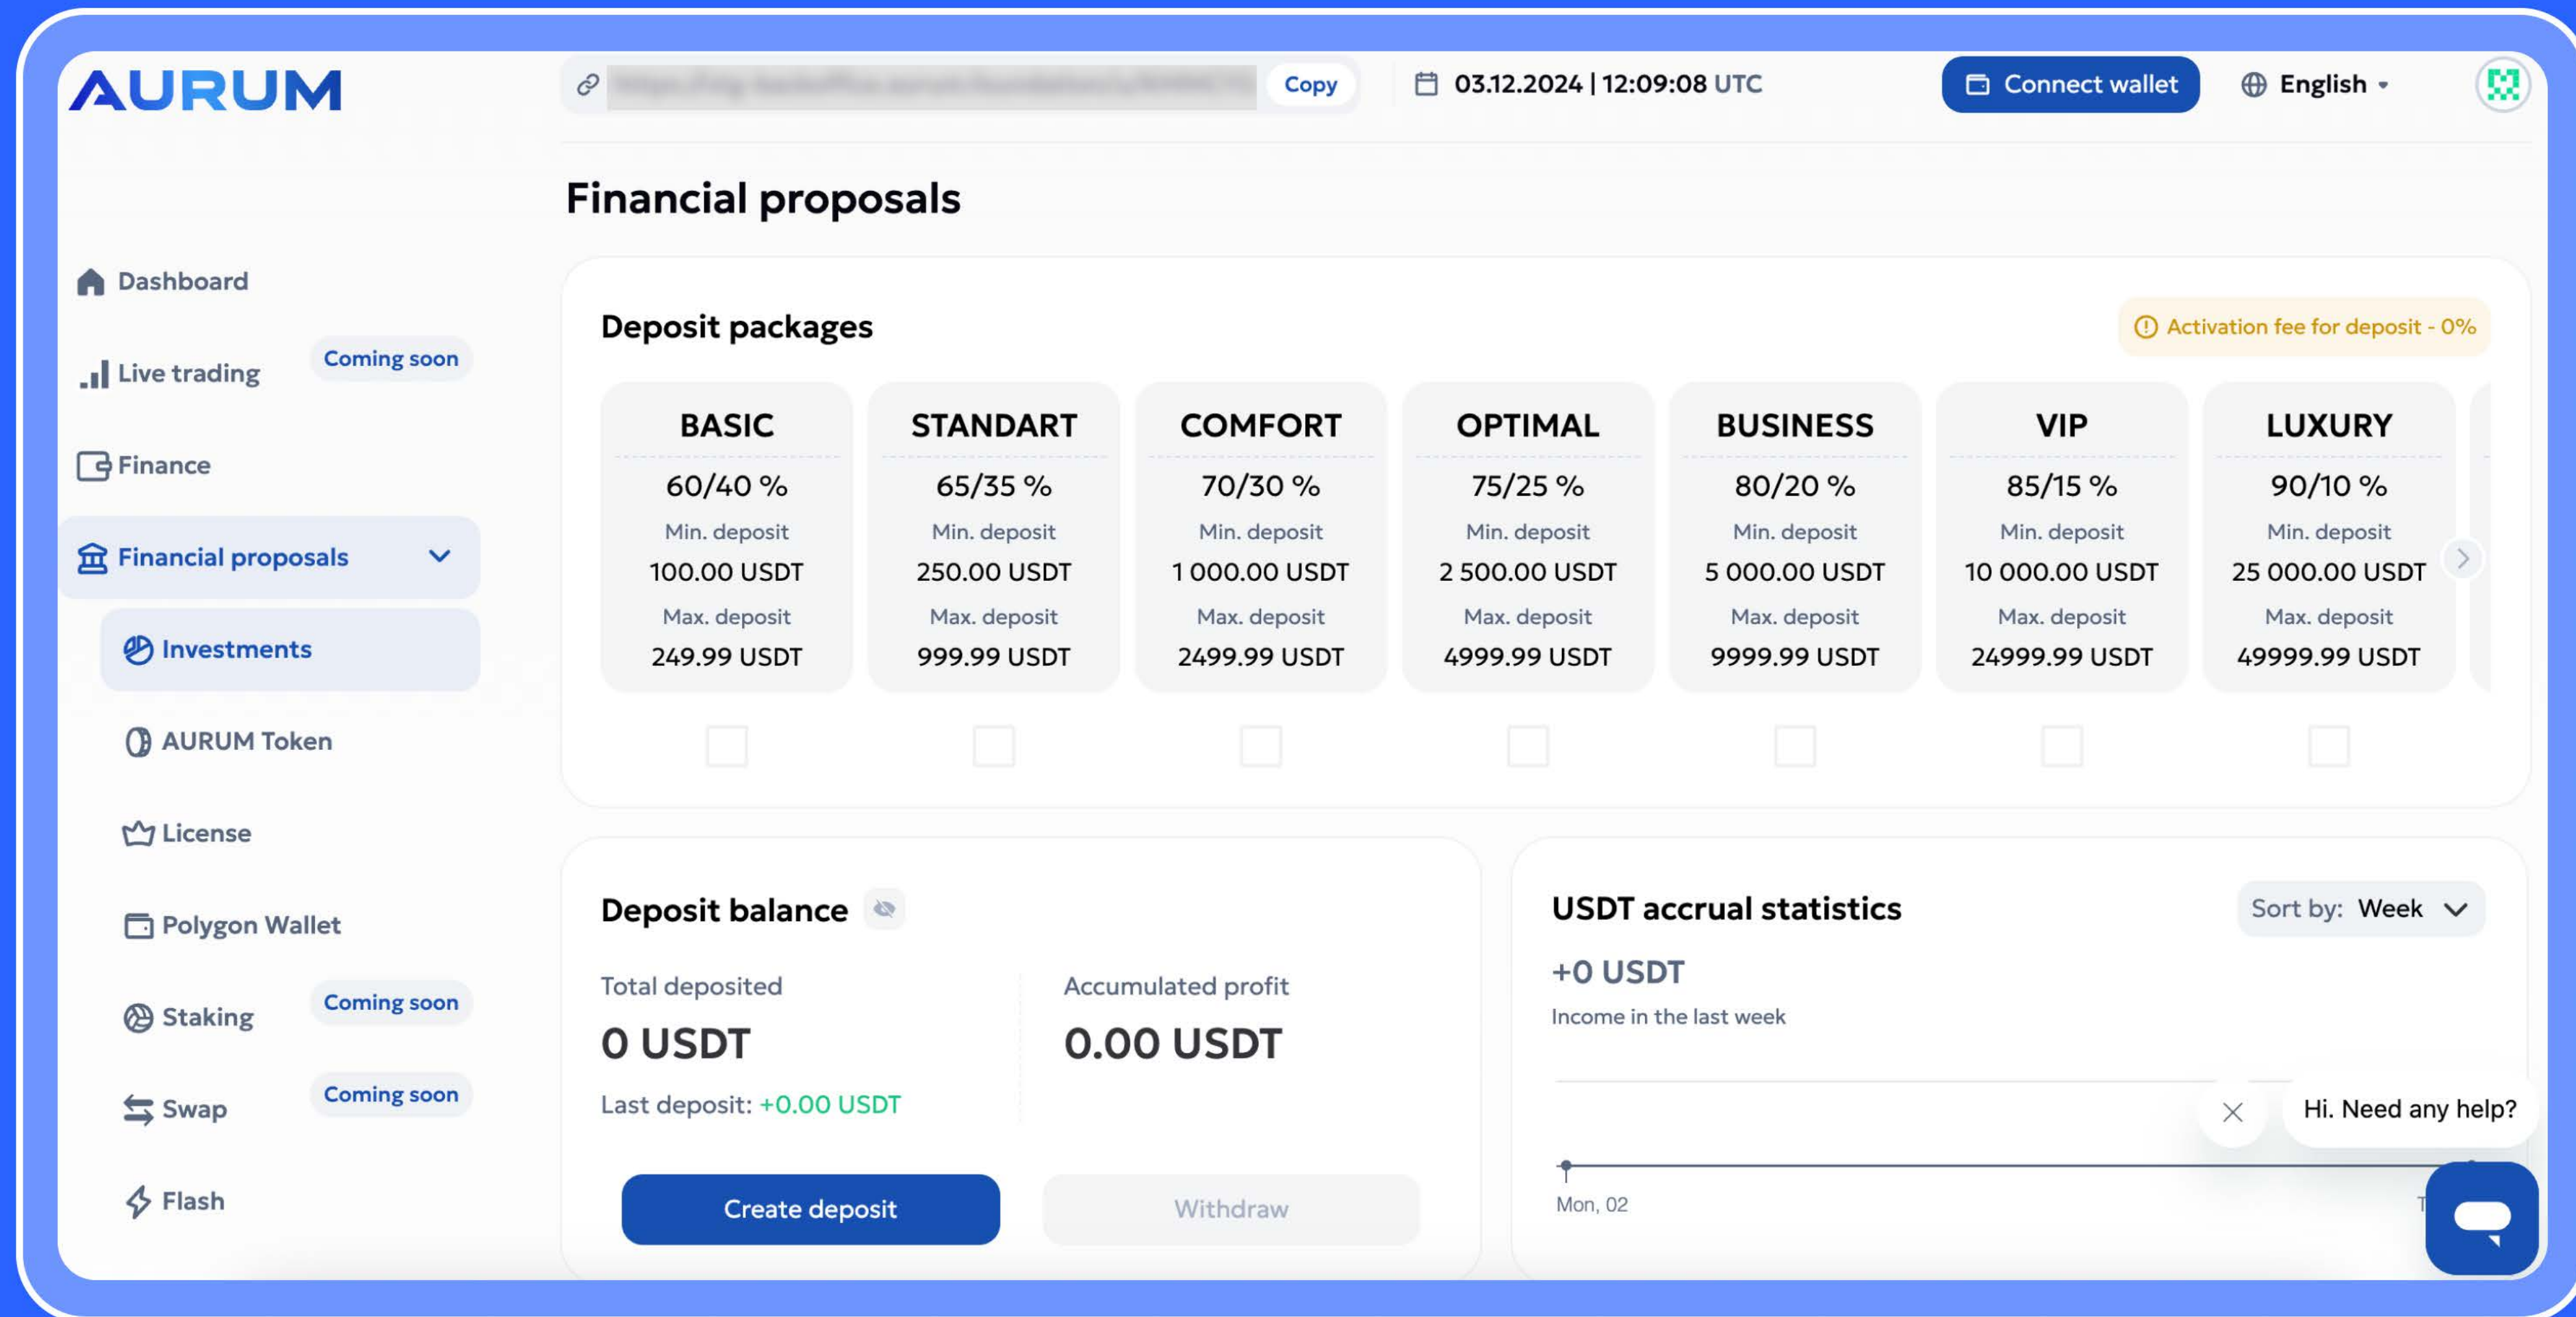 AURUM
Copy
03.12.2024 | 12:09:08 UTC
Connect wallet
English
Financial proposals
Dashboard
Live trading
Coming soon
Finance
Financial proposals
Investments
AURUM Token
License
Polygon Wallet
Staking
Coming soon
Swap
Coming soon
Flash
Deposit packages
Activation fee for deposit - 0%
BASIC
60/40 %
Min. deposit
100.00 USDT
Max. deposit
249.99 USDT
STANDART
65/35 %
Min. deposit
250.00 USDT
Max. deposit
999.99 USDT
COMFORT
70/30 %
Min. deposit
1 000.00 USDT
Max. deposit
2499.99 USDT
OPTIMAL
75/25 %
Min. deposit
2 500.00 USDT
Max. deposit
4999.99 USDT
BUSINESS
80/20 %
Min. deposit
5 000.00 USDT
Max. deposit
9999.99 USDT
VIP
85/15 %
Min. deposit
10 000.00 USDT
Max. deposit
24999.99 USDT
LUXURY
90/10 %
Min. deposit
25 000.00 USDT
Max. deposit
49999.99 USDT
Deposit balance
Total deposited
0 USDT
Last deposit: +0.00 USDT
Accumulated profit
0.00 USDT
Create deposit
Withdraw
USDT accrual statistics
Sort by: Week
+0 USDT
Income in the last week
Mon, 02
Hi. Need any help?